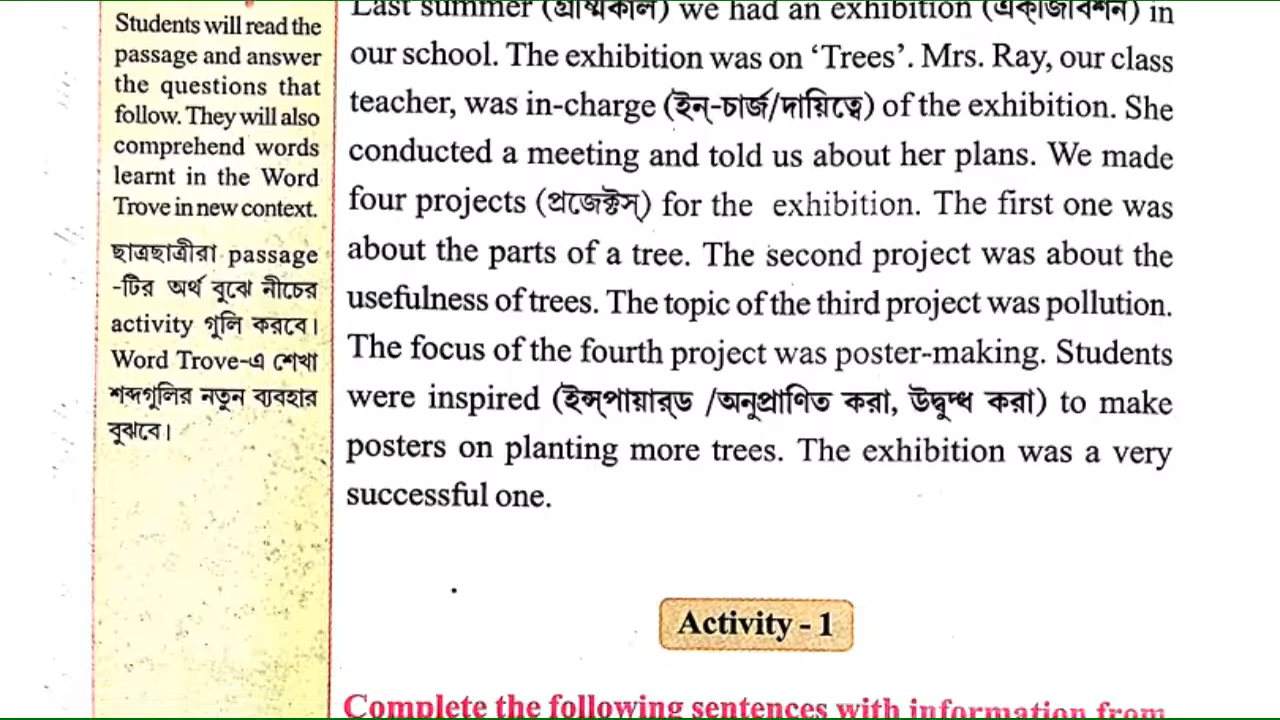 Students will read the
passage and answer
the questions that
follow. They will also
comprehend words
learnt in the Word
Trove in new context.
ছাত্রছাত্রীরা passage
-টির অর্থ বুঝে নীচের
activity গুলি করবে।
Word Trove-এ শেখা
শব্দগুলির নতুন ব্যবহার
বুঝবে।
Last summer (গ্রীষ্মকাল) we had an exhibition (এক্‌জিবিশন) in
our school. The exhibition was on ‘Trees’. Mrs. Ray, our class
teacher, was in-charge (ইন্-চার্জ/দায়িত্বে) of the exhibition. She
conducted a meeting and told us about her plans. We made
four projects (প্রজেক্টস্) for the exhibition. The first one was
about the parts of a tree. The second project was about the
usefulness of trees. The topic of the third project was pollution.
The focus of the fourth project was poster-making. Students
were inspired (ইন্সপায়ার্ড /অনুপ্রাণিত করা, উদ্বুদ্ধ করা) to make
posters on planting more trees. The exhibition was a very
successful one.
Activity - 1
Complete the following sentences with information from